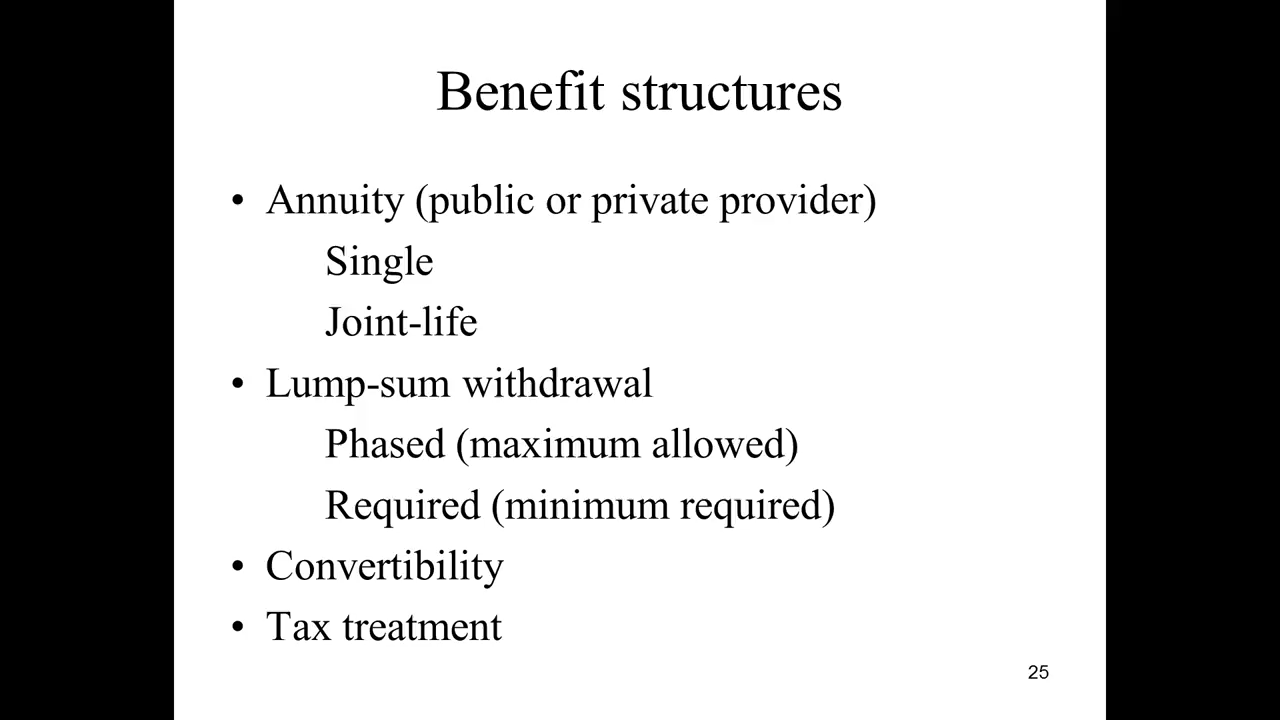 Benefit structures
• Annuity (public or private provider)
Single
Joint-life
• Lump-sum withdrawal
Phased (maximum allowed)
Required (minimum required)
• Convertibility
• Tax treatment
25